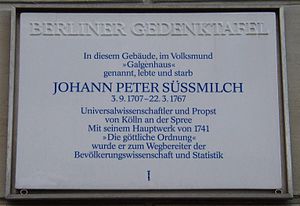 BERLINER GEDENKTAFEL
In diesem Gebäude, im Volksmund
»Galgenhaus«
genannt, lebte und starb
JOHANN PETER SÜSSMILCH
3. 9. 1707–22. 3. 1767
Universalwissenschaftler und Propst
von Kölln an der Spree
Mit seinem Hauptwerk von 1741
»Die göttliche Ordnung«
wurde er zum Wegbereiter der
Bevölkerungswissenschaft und Statistik